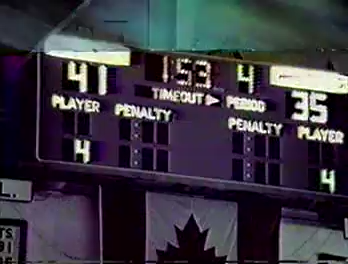 41 1:53 4 35
TIMEOUT PERIOD
PLAYER PENALTY PENALTY PLAYER
4 4